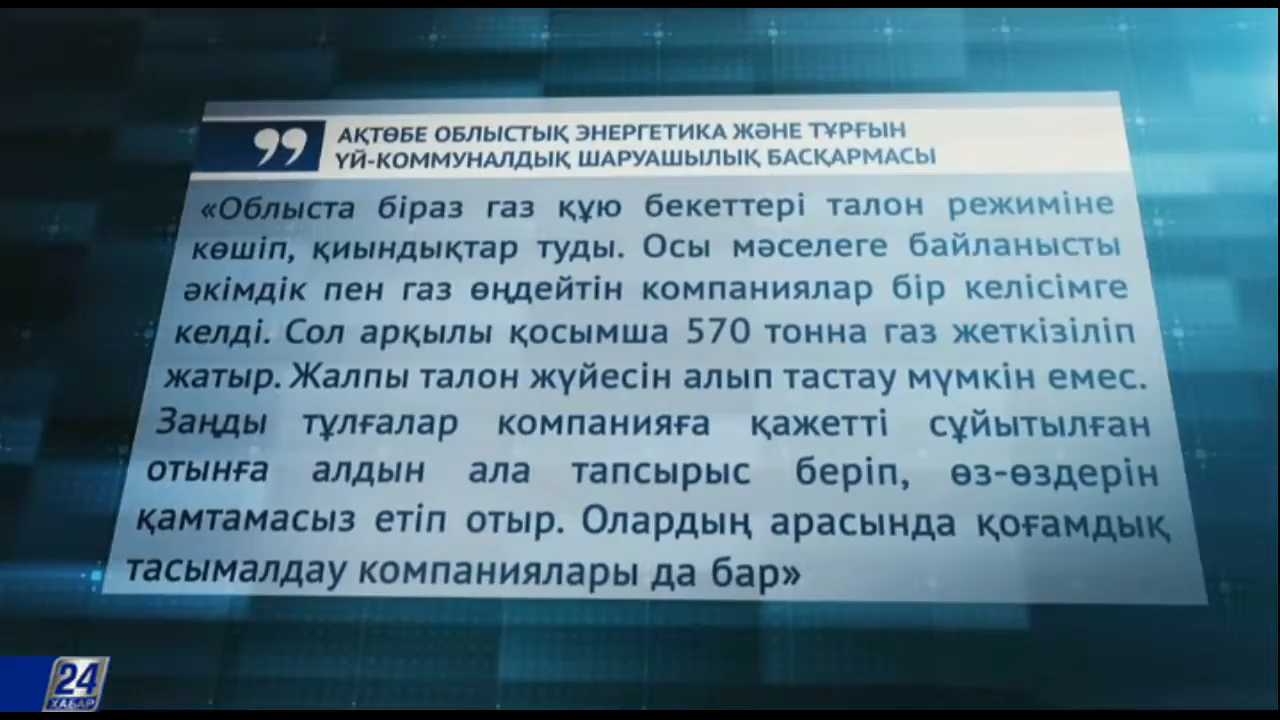 АҚТӨБЕ ОБЛЫСТЫҚ ЭНЕРГЕТИКА ЖӘНЕ ТҰРҒЫН
ҮЙ-КОММУНАЛДЫҚ ШАРУАШЫЛЫҚ БАСҚАРМАСЫ
«Облыста біраз газ құю бекеттері талон режиміне
көшіп, қиындықтар туды. Осы мәселеге байланысты
әкімдік пен газ өңдейтін компаниялар бір келісімге
келді. Сол арқылы қосымша 570 тонна газ жеткізіліп
жатыр. Жалпы талон жүйесін алып тастау мүмкін емес.
Заңды тұлғалар компанияға қажетті сұйытылған
отынға алдын ала тапсырыс беріп, өз-өздерін
қамтамасыз етіп отыр. Олардың арасында қоғамдық
тасымалдау компаниялары да бар»
24
ХАБАР